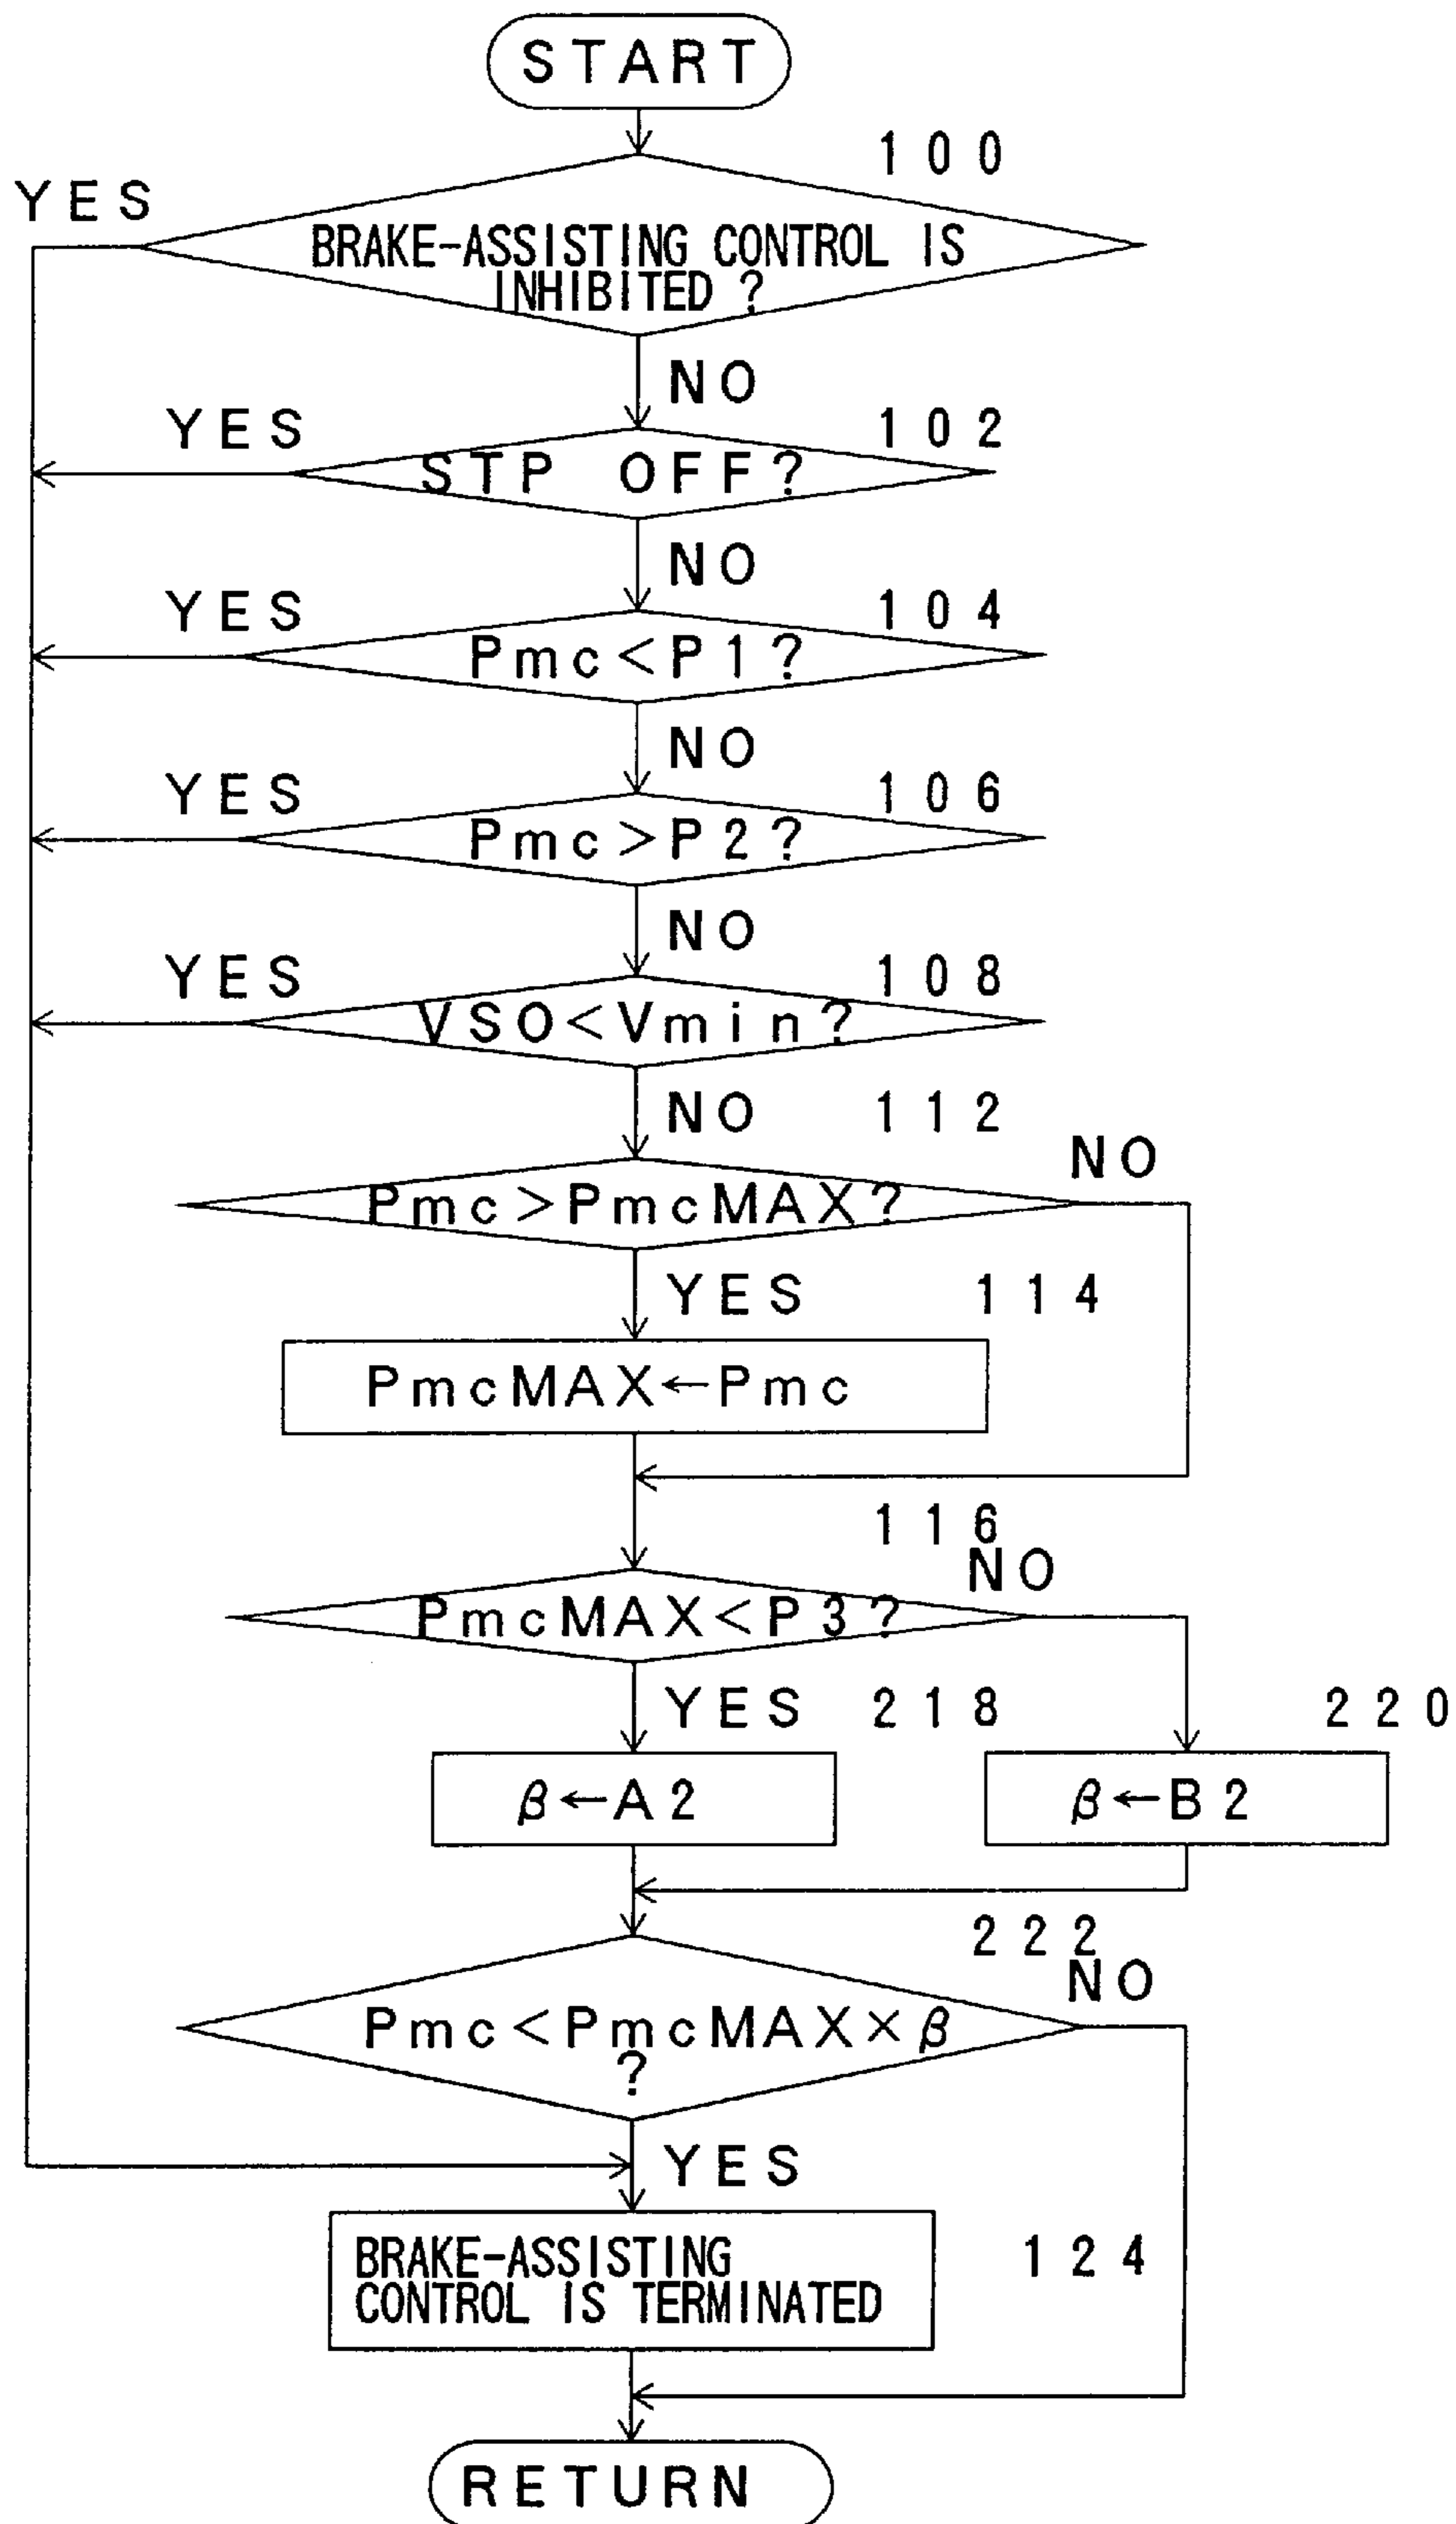 START
100
YES
BRAKE-ASSISTING CONTROL IS
INHIBITED ?
NO
YES
102
STP OFF?
NO
YES
104
Pmc<P1?
NO
YES
106
Pmc>P2?
NO
YES
108
VSO<Vmin?
NO
112
NO
Pmc>PmcMAX?
YES
114
PmcMAX←Pmc
116
NO
PmcMAX<P3?
YES
218
220
β←A2
β←B2
222
NO
Pmc<PmcMAX×β
?
YES
BRAKE-ASSISTING
CONTROL IS TERMINATED
124
RETURN